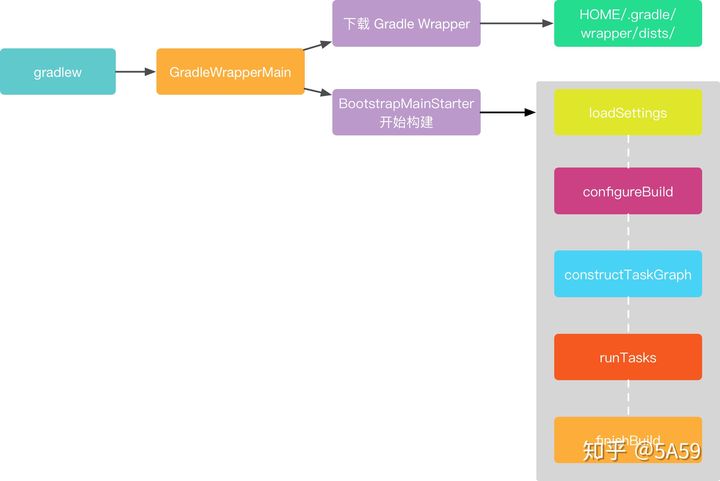 gradlew
GradleWrapperMain
下载 Gradle Wrapper
HOME/.gradle/
wrapper/dists/
BootstrapMainStarter
开始构建
loadSettings
configureBuild
constructTaskGraph
runTasks
finishBuild
知乎 @5A59